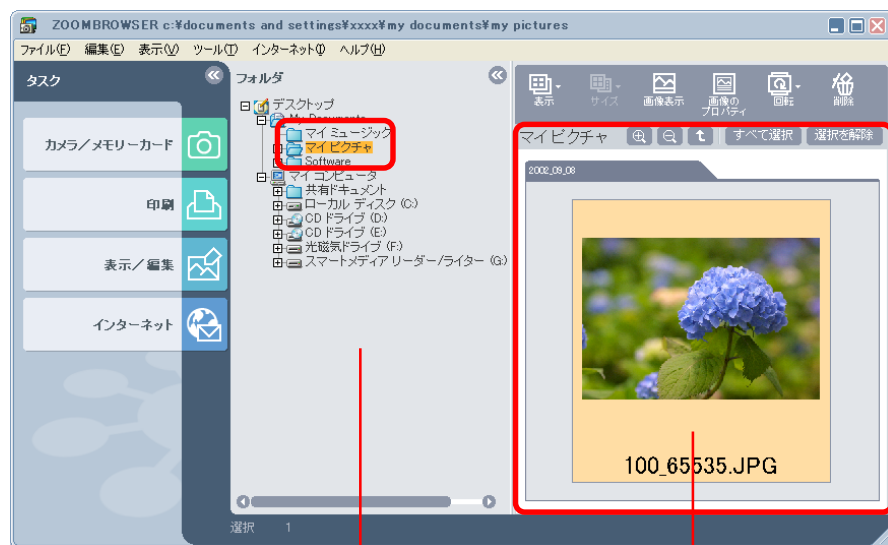 ZOOMBROWSER c:¥documents and settings¥xxxx¥my documents¥my pictures
ファイル(F) 編集(E) 表示(V) ツール(T) インターネット(I) ヘルプ(H)
タスク
カメラ／メモリーカード
印刷
表示／編集
インターネット
フォルダ
デスクトップ
My Documents
マイ ミュージック
マイ ピクチャ
Software
マイ コンピュータ
共有ドキュメント
ローカル ディスク (C:)
CD ドライブ (D:)
CD ドライブ (E:)
光磁気ドライブ (F:)
スマートメディア リーダー/ライター (G:)
表示
サイズ
画像表示
画像の
プロパティ
回転
削除
マイ ピクチャ
すべて選択
選択を解除
2002_09_08
100_65535.JPG
選択 1